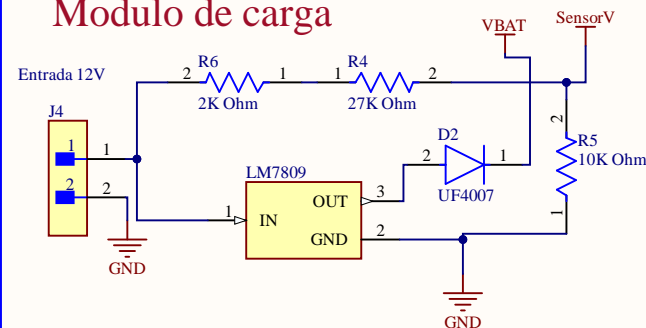 Modulo de carga
VBAT
SensorV
Entrada 12V
2
R6
1
2K Ohm
1
R4
2
27K Ohm
J4
1
1
2
2
GND
LM7809
1
IN
OUT
3
GND
2
2
D2
1
UF4007
2
R5
10K Ohm
1
GND